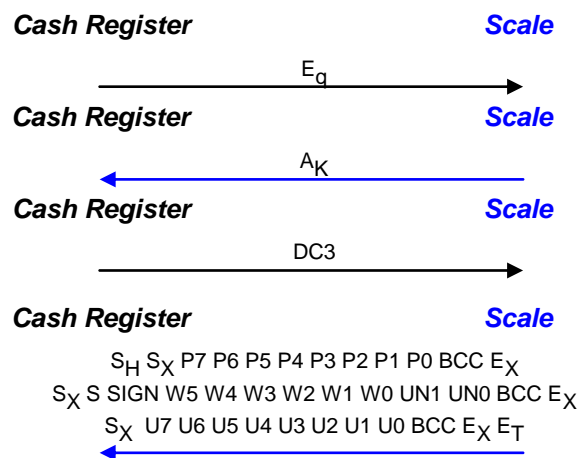 Cash Register Scale
Eq
Cash Register Scale
AK
Cash Register Scale
DC3
Cash Register Scale
SH SX P7 P6 P5 P4 P3 P2 P1 P0 BCC EX
SX S SIGN W5 W4 W3 W2 W1 W0 UN1 UN0 BCC EX
SX U7 U6 U5 U4 U3 U2 U1 U0 BCC EX ET